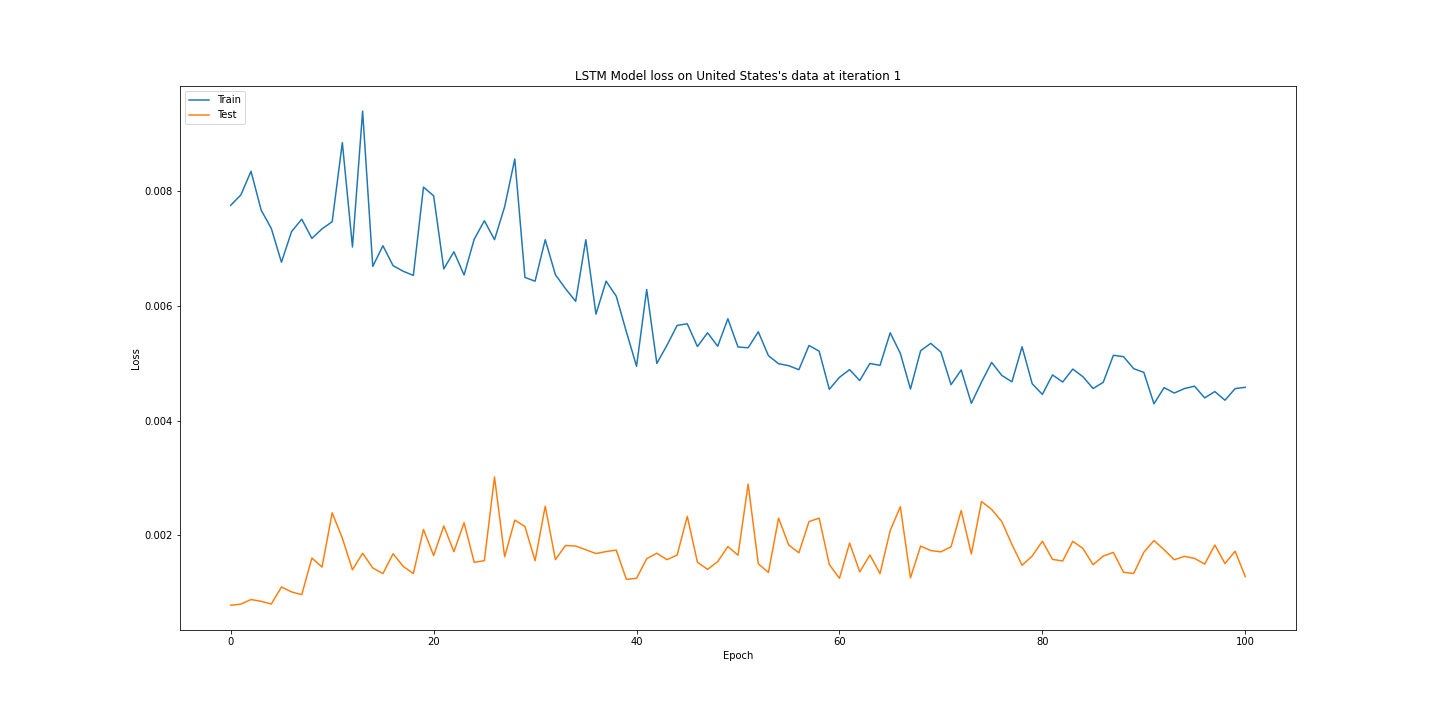 LSTM Model loss on United States's data at iteration 1
Train
Test
0.008
0.006
0.004
0.002
Loss
0 20 40 60 80 100
Epoch